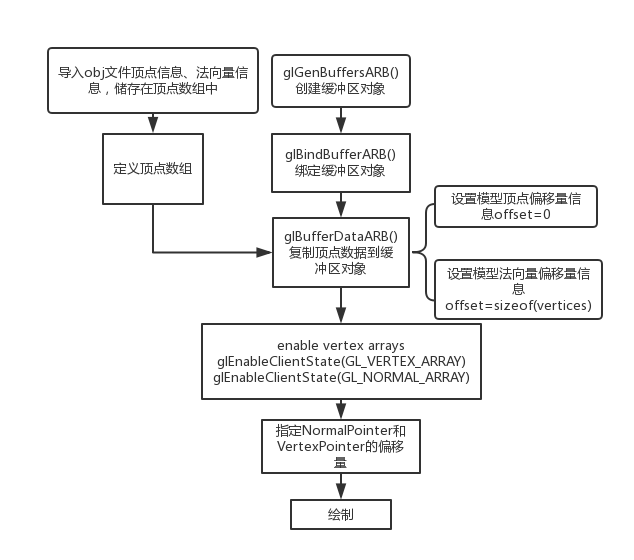 导入obj文件顶点信息、法向量信
息，储存在顶点数组中
glGenBuffersARB()
创建缓冲区对象
定义顶点数组
glBindBufferARB()
绑定缓冲区对象
glBufferDataARB()
复制顶点数据到缓
冲区对象
设置模型顶点偏移量信
息offset=0
设置模型法向量偏移量信
息
offset=sizeof(vertices)
enable vertex arrays
glEnableClientState(GL_VERTEX_ARRAY)
glEnableClientState(GL_NORMAL_ARRAY)
指定NormalPointer和
VertexPointer的偏移
量
绘制